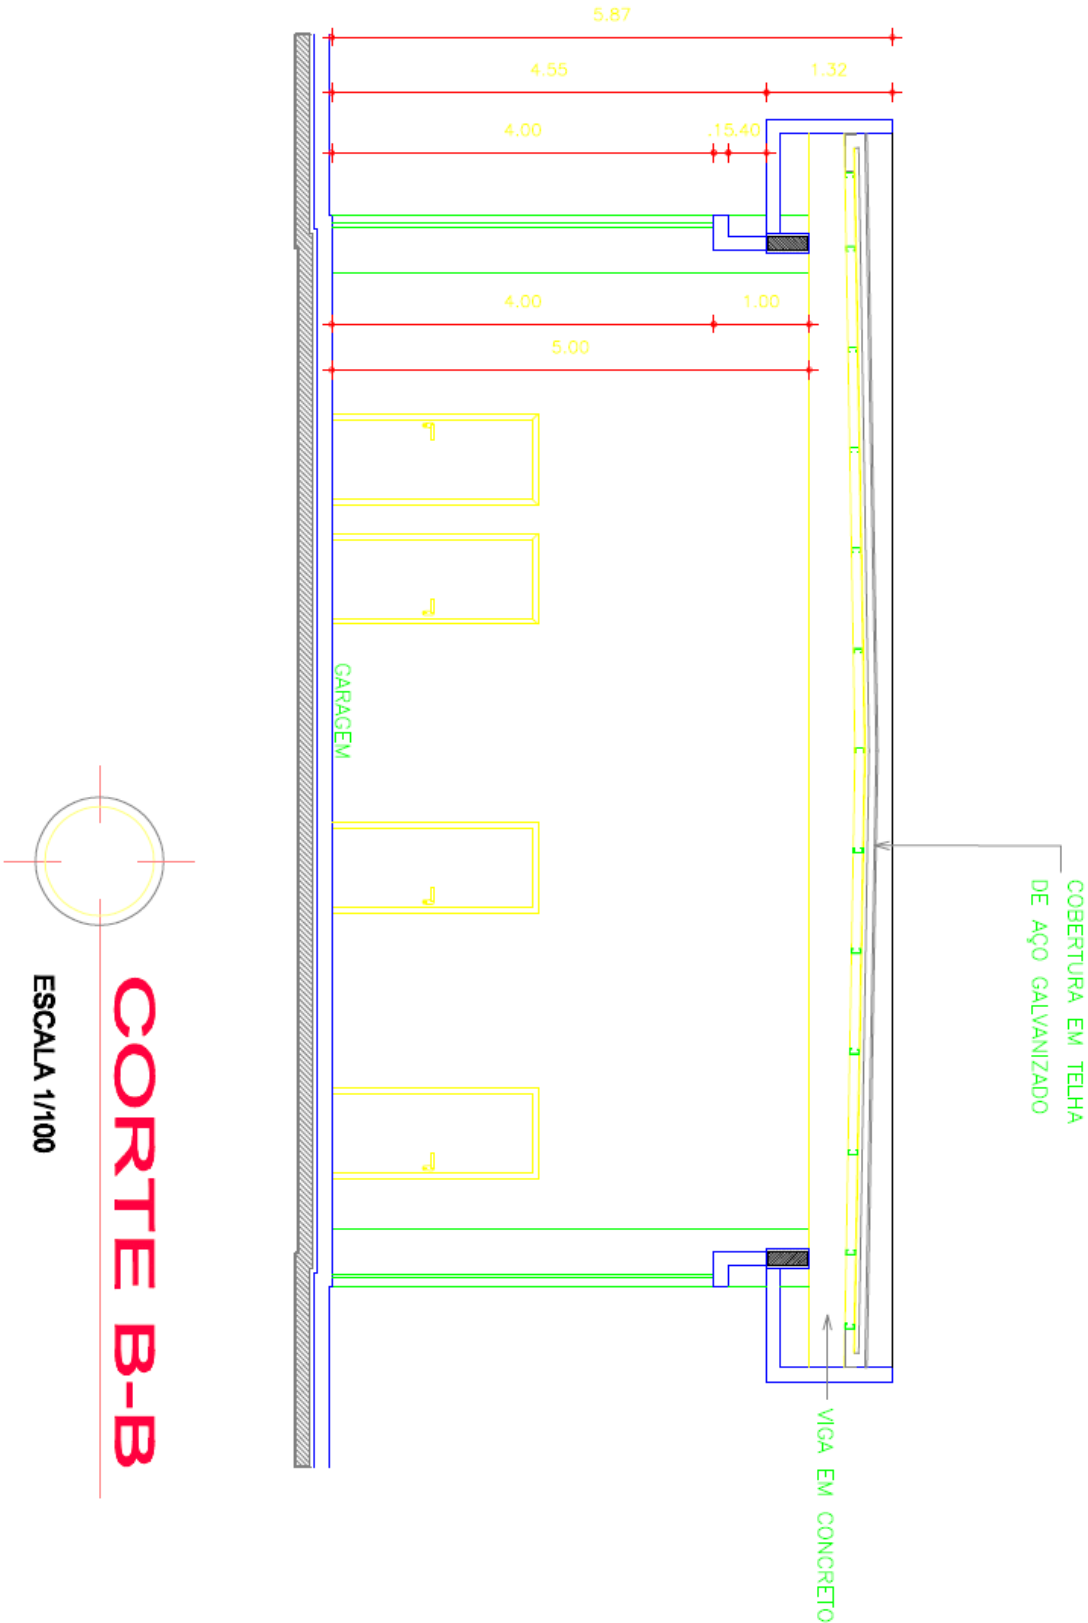 5.87
4.55
1.32
4.00
.15
.40
4.00
1.00
5.00
GARAGEM
COBERTURA EM TELHA
DE AÇO GALVANIZADO
VIGA EM CONCRETO
CORTE B-B
ESCALA 1/100